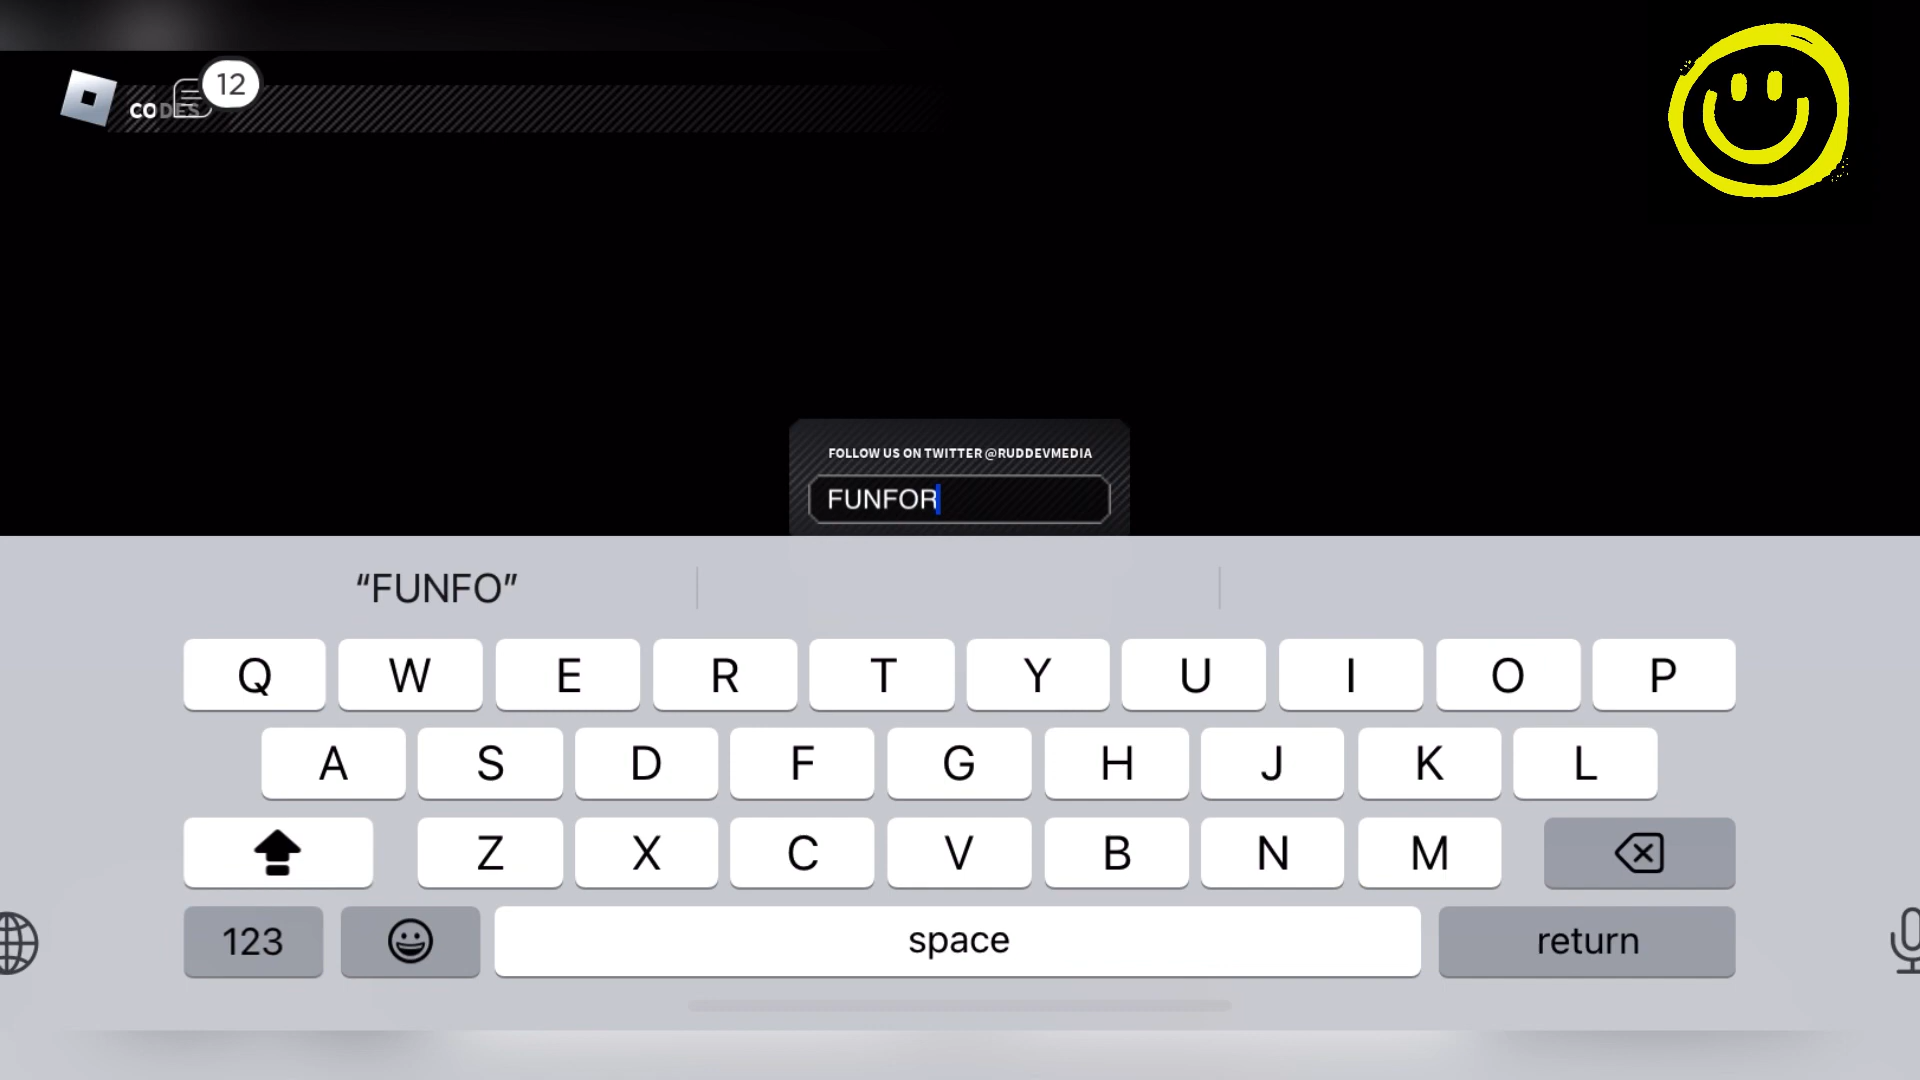 12
CODES
FOLLOW US ON TWITTER @RUDDEVMEDIA
FUNFOR
“FUNFO”
Q W E R T Y U I O P
A S D F G H J K L
Z X C V B N M
123 space return